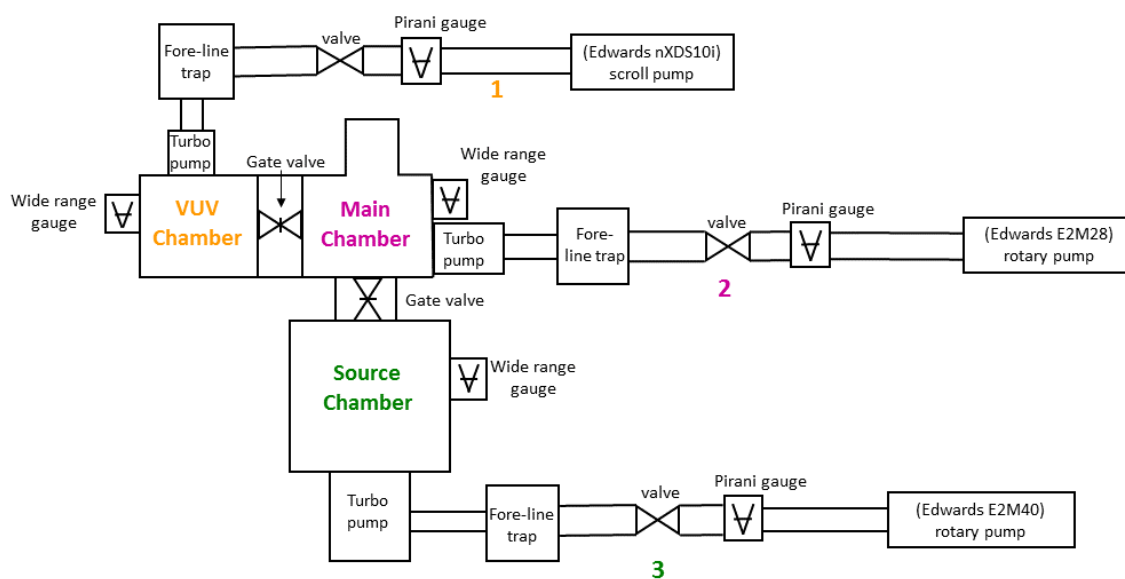 Pirani gauge
valve
Fore-line
trap
(Edwards nXDS10i)
scroll pump
1
Turbo
pump
Gate valve
Wide range
gauge
Wide range
gauge
VUV
Chamber
Main
Chamber
Turbo
pump
Fore-
line trap
valve
Pirani gauge
(Edwards E2M28)
rotary pump
2
Gate valve
Source
Chamber
Wide range
gauge
Turbo
pump
Fore-line
trap
valve
Pirani gauge
(Edwards E2M40)
rotary pump
3